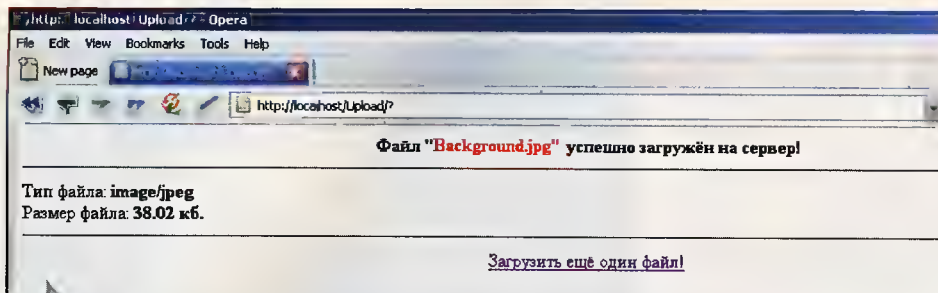 http://localhost/Upload/? - Opera
File Edit View Bookmarks Tools Help
New page
http://localhost/Upload/?
Файл "Background.jpg" успешно загружён на сервер!
Тип файла: image/jpeg
Размер файла: 38.02 кб.
Загрузить ещё один файл!